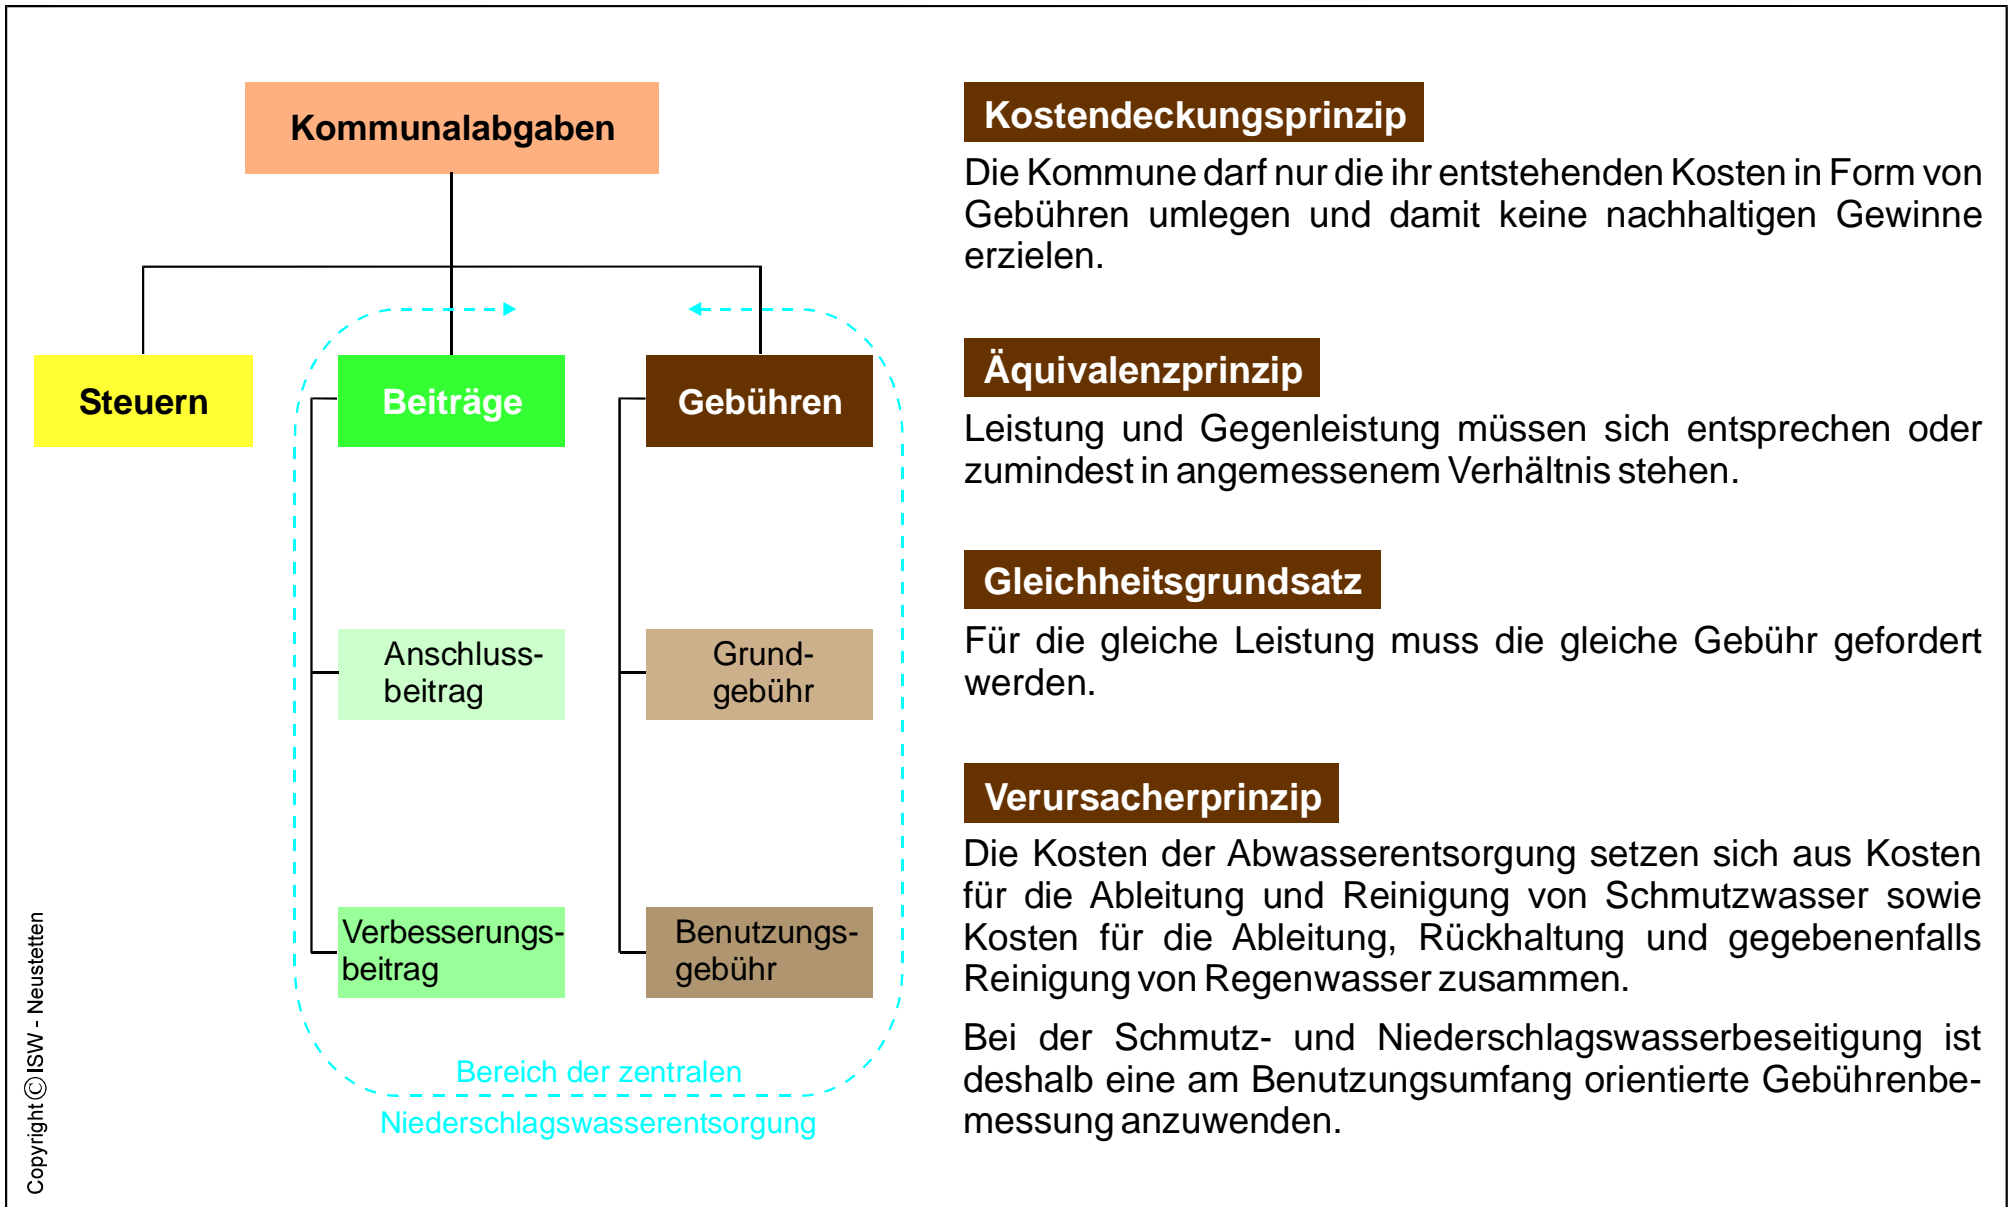 Kommunalabgaben
Steuern
Beiträge
Gebühren
Anschluss-
beitrag
Grund-
gebühr
Verbesserungs-
beitrag
Benutzungs-
gebühr
Bereich der zentralen
Niederschlagswasserentsorgung
Kostendeckungsprinzip
Die Kommune darf nur die ihr entstehenden Kosten in Form von
Gebühren umlegen und damit keine nachhaltigen Gewinne
erzielen.
Äquivalenzprinzip
Leistung und Gegenleistung müssen sich entsprechen oder
zumindest in angemessenem Verhältnis stehen.
Gleichheitsgrundsatz
Für die gleiche Leistung muss die gleiche Gebühr gefordert
werden.
Verursacherprinzip
Die Kosten der Abwasserentsorgung setzen sich aus Kosten
für die Ableitung und Reinigung von Schmutzwasser sowie
Kosten für die Ableitung, Rückhaltung und gegebenenfalls
Reinigung von Regenwasser zusammen.
Bei der Schmutz- und Niederschlagswasserbeseitigung ist
deshalb eine am Benutzungsumfang orientierte Gebührenbe-
messung anzuwenden.
Copyright © ISW - Neustetten